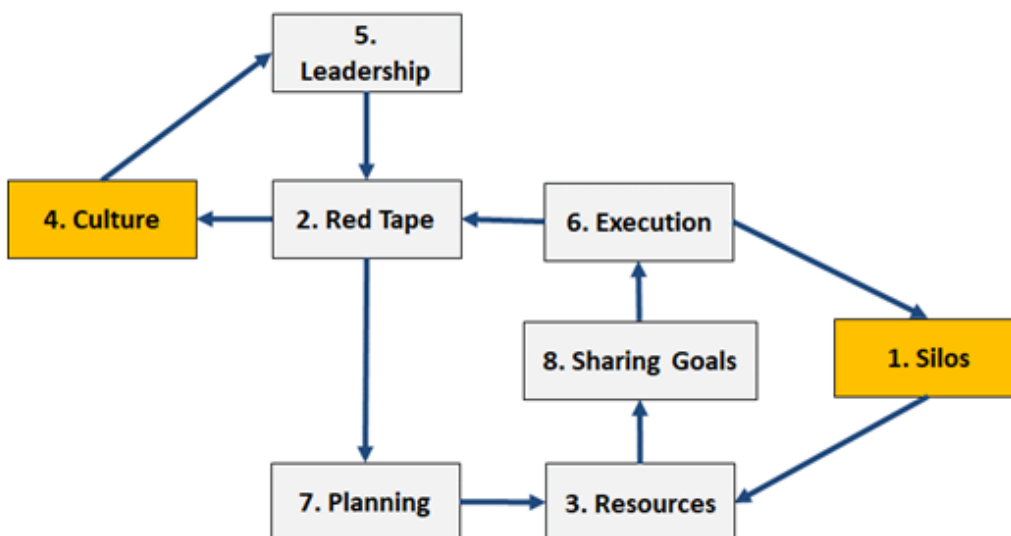 5.
Leadership
4. Culture
2. Red Tape
6. Execution
8. Sharing Goals
1. Silos
7. Planning
3. Resources